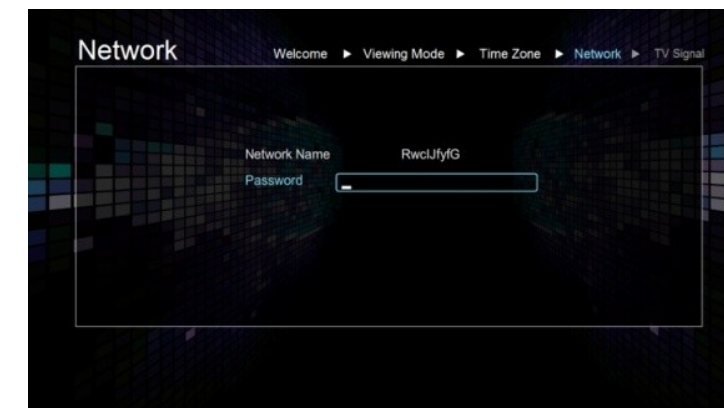 Network
Welcome ▶ Viewing Mode ▶ Time Zone ▶ Network ▶ TV Signal
Network Name RwclJfyfG
Password